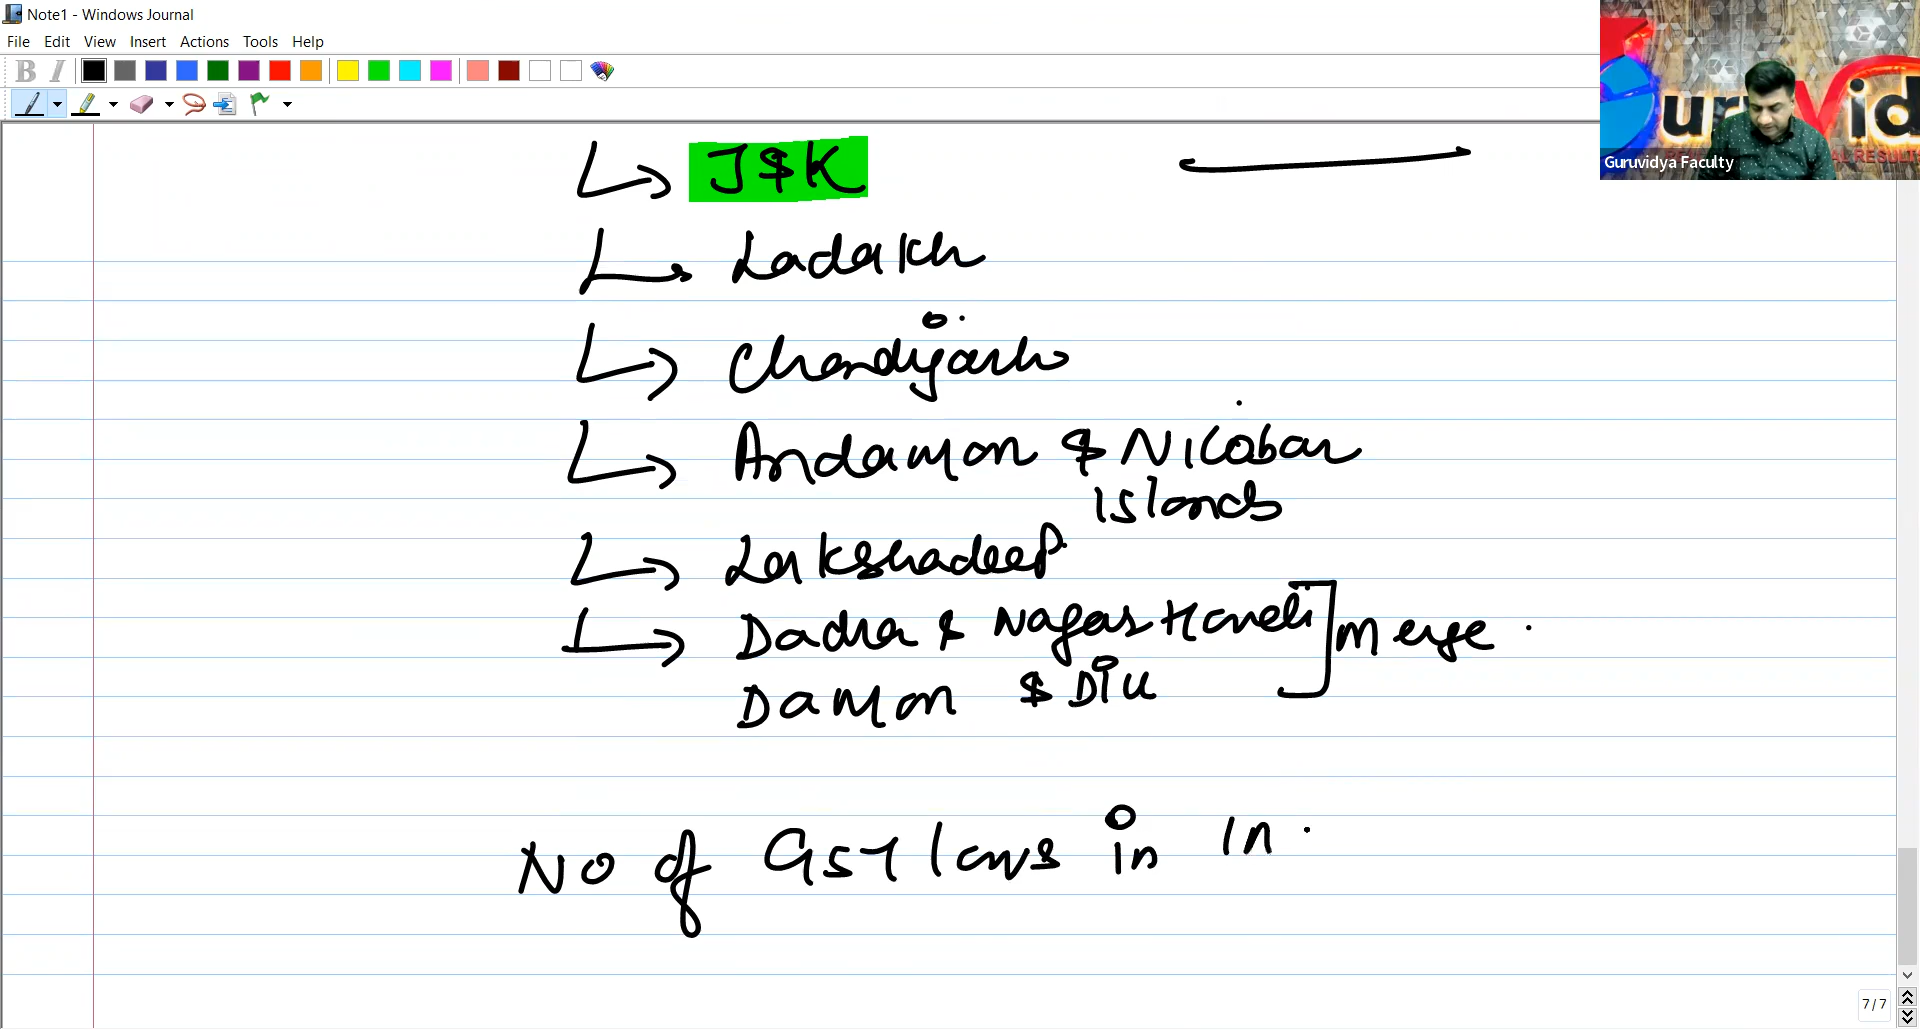 Note1 - Windows Journal
File Edit View Insert Actions Tools Help
B I
Guruvidya Faculty
J & K
Ladakh
Chandigarh
Andaman & Nicobar
Islands
Lakshadeep
Dadra & Nagar Haveli
Merge.
Daman & Diu
No of GST laws in In
7 / 7